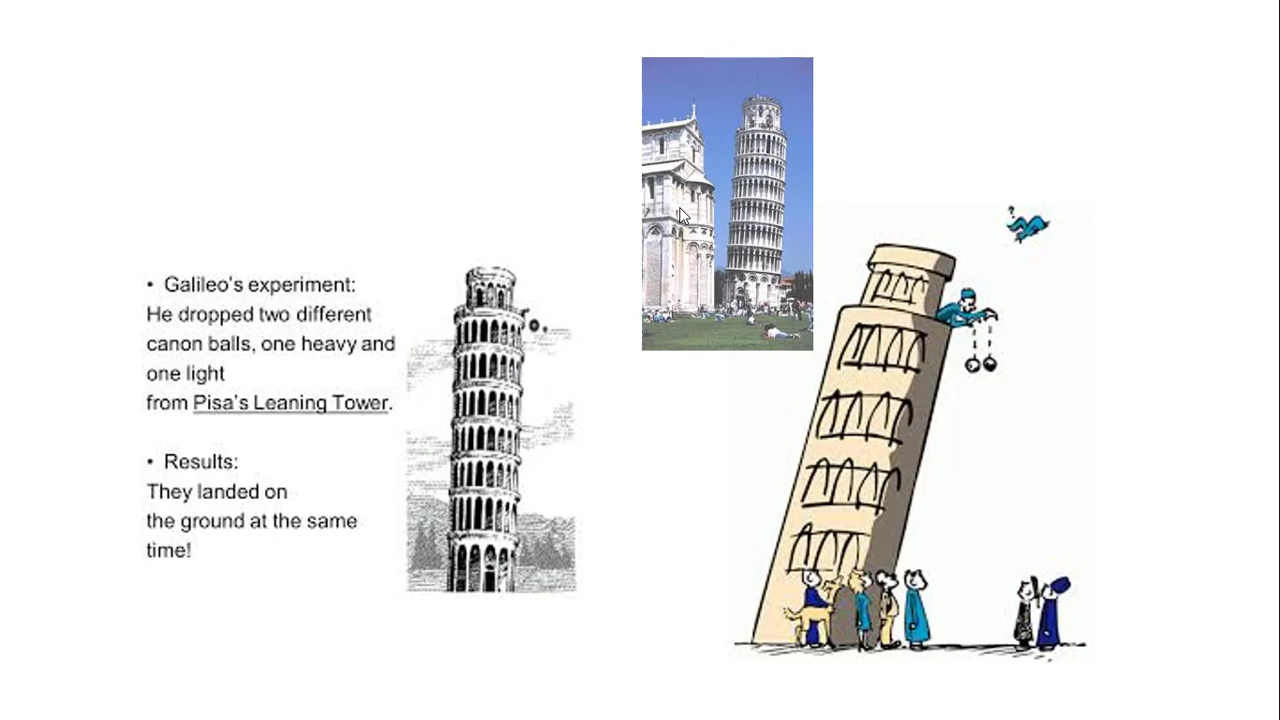 • Galileo's experiment:
He dropped two different
canon balls, one heavy and
one light
from Pisa's Leaning Tower.
• Results:
They landed on
the ground at the same
time!